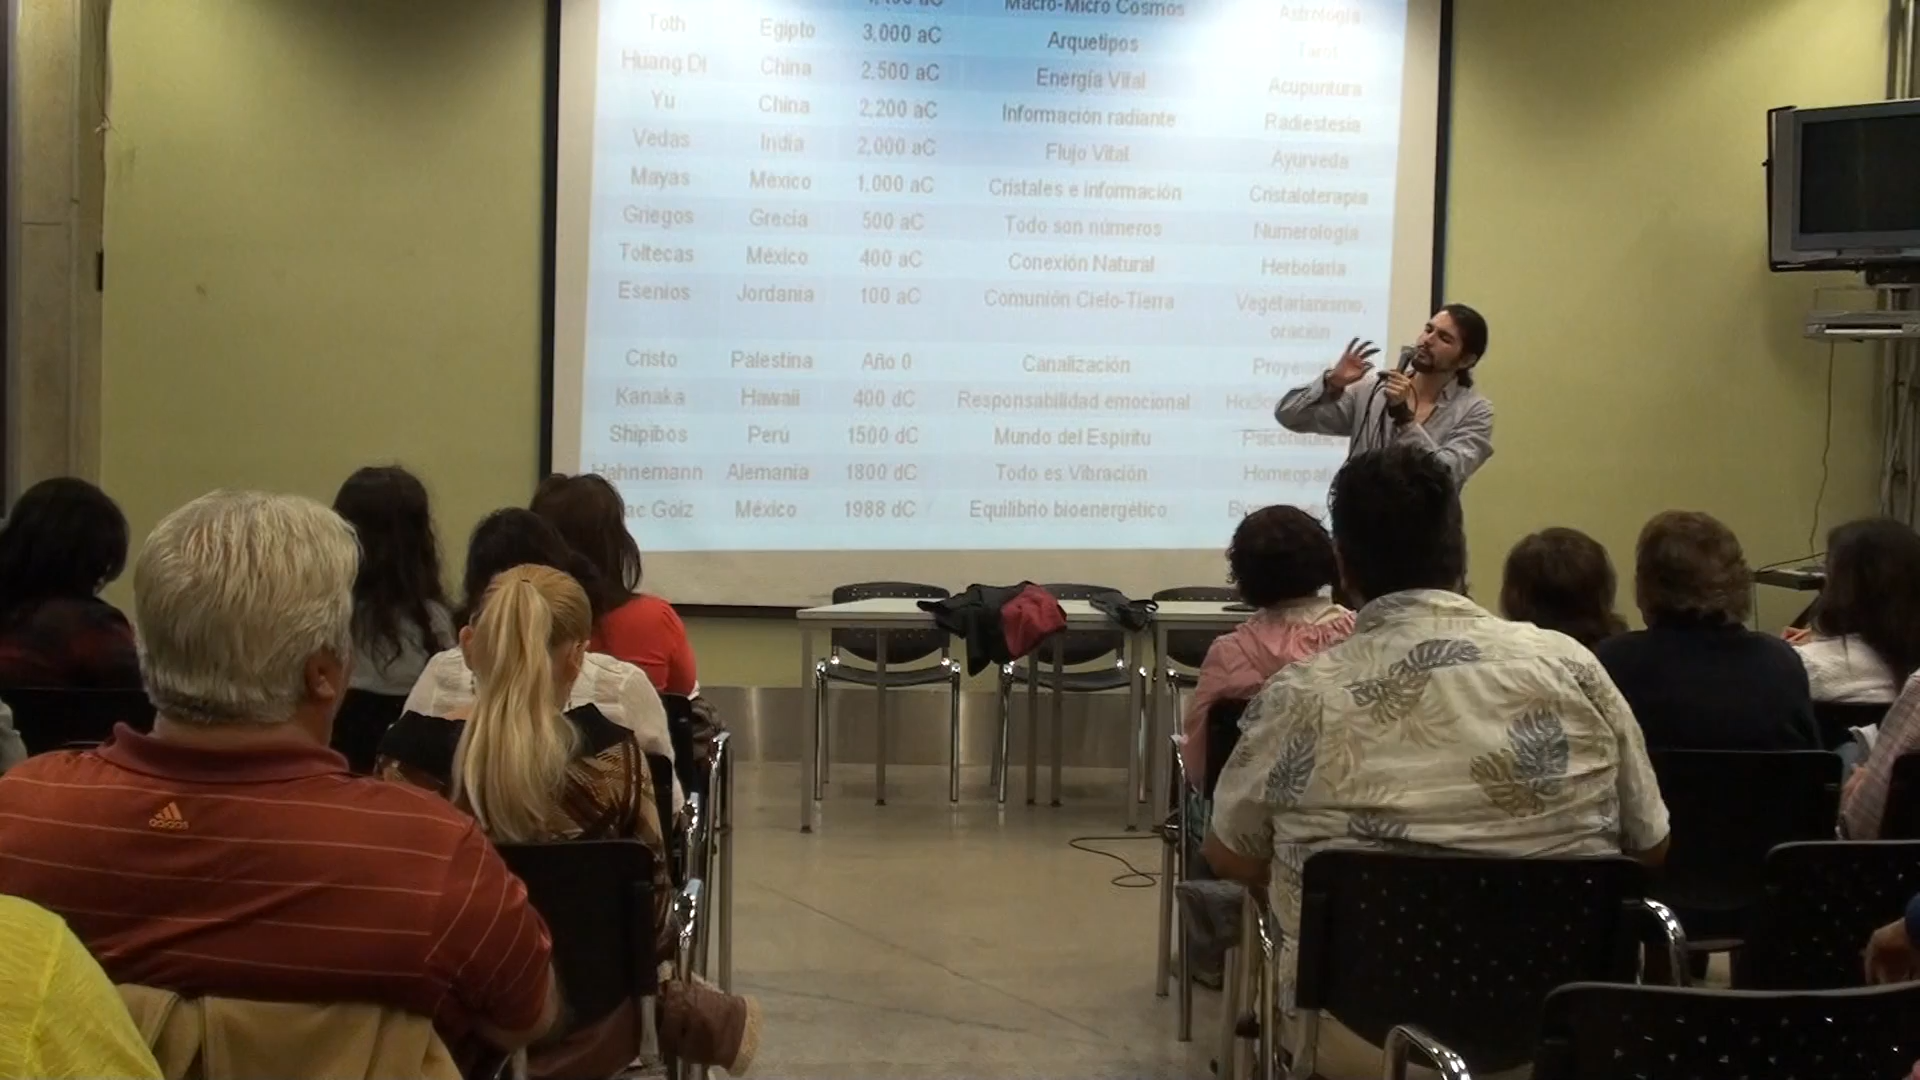 Macro-Micro Cosmos Astrología
Toth Egipto 3,000 aC Arquetipos Tarot
Huang Di China 2,500 aC Energía Vital Acupuntura
Yu China 2,200 aC Información radiante Radiestesia
Vedas India 2,000 aC Flujo Vital Ayurveda
Mayas México 1,000 aC Cristales e información Cristaloterapia
Griegos Grecia 500 aC Todo son números Numerología
Toltecas México 400 aC Conexión Natural Herbolaria
Esenios Jordania 100 aC Comunión Cielo-Tierra Vegetarianismo,
oración
Cristo Palestina Año 0 Canalización
Kanaka Hawaii 400 dC Responsabilidad emocional
Shipibos Perú 1500 dC Mundo del Espíritu
Hahnemann Alemania 1800 dC Todo es Vibración
Goiz México 1988 dC Equilibrio bioenergético
adidas